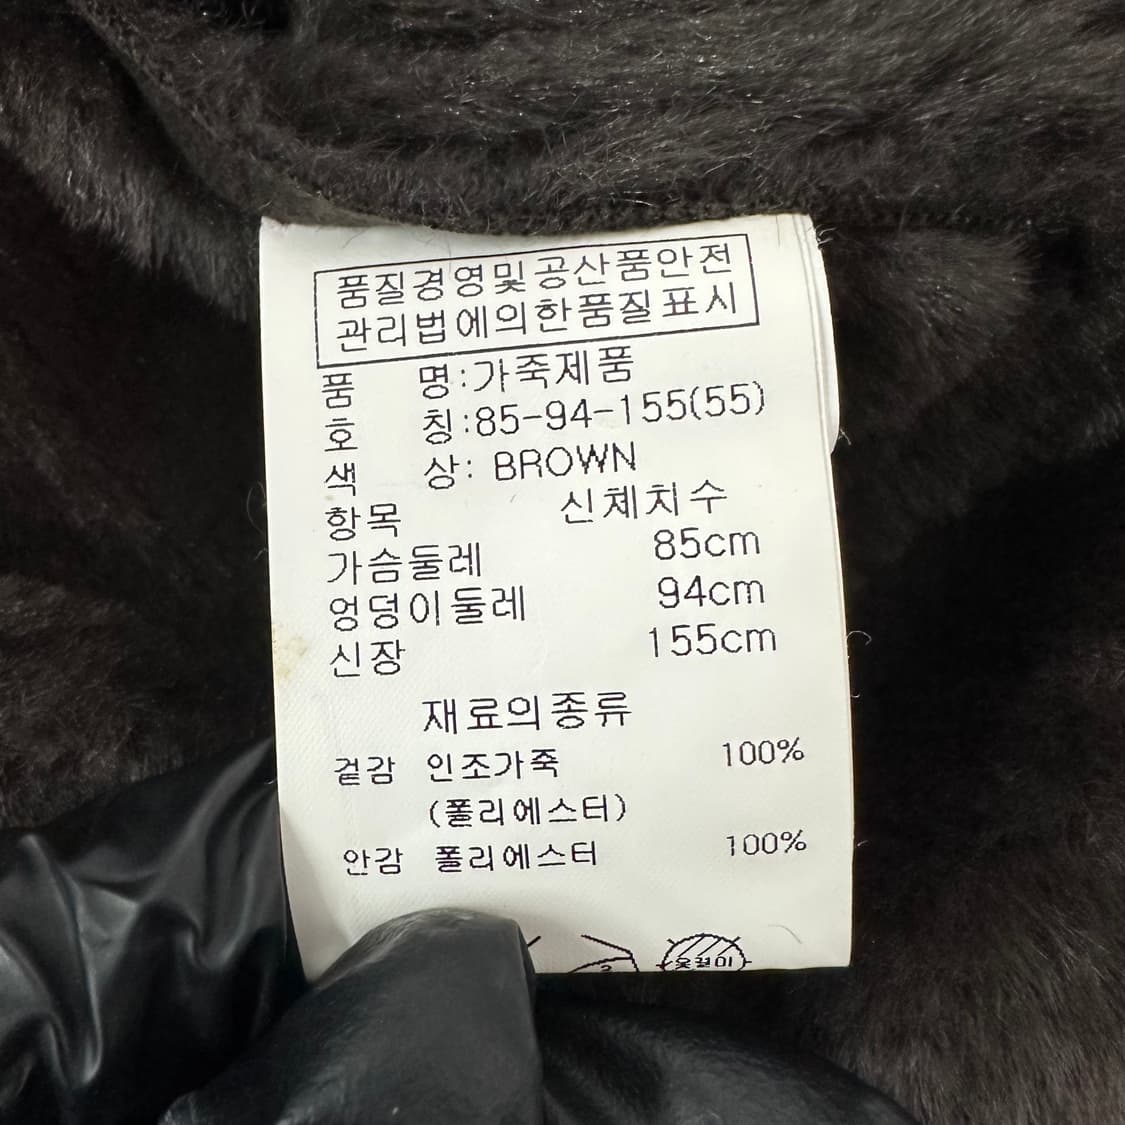 품질경영및공산품안전
관리법에의한품질표시
품 명:가죽제품
호 칭:85-94-155(55)
색 상: BROWN
항목 신체치수
가슴둘레 85cm
엉덩이둘레 94cm
신장 155cm
재료의종류
겉감 인조가죽 100%
(폴리에스터)
안감 폴리에스터 100%
옷걸이